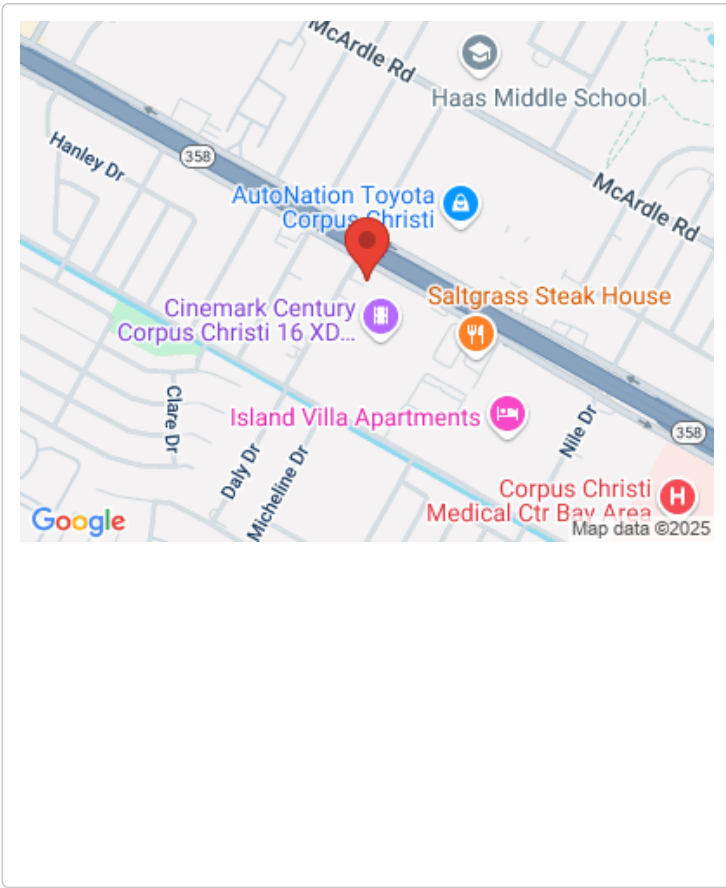 McArdle Rd
Haas Middle School
Hanley Dr
358
McArdle Rd
AutoNation Toyota
Corpus Christi
Saltgrass Steak House
Cinemark Century
Corpus Christi 16 XD...
Clare Dr
Island Villa Apartments
Nile Dr
358
Daly Dr
Micheline Dr
Corpus Christi
Medical Ctr Bay Area
H
Google
Map data ©2025